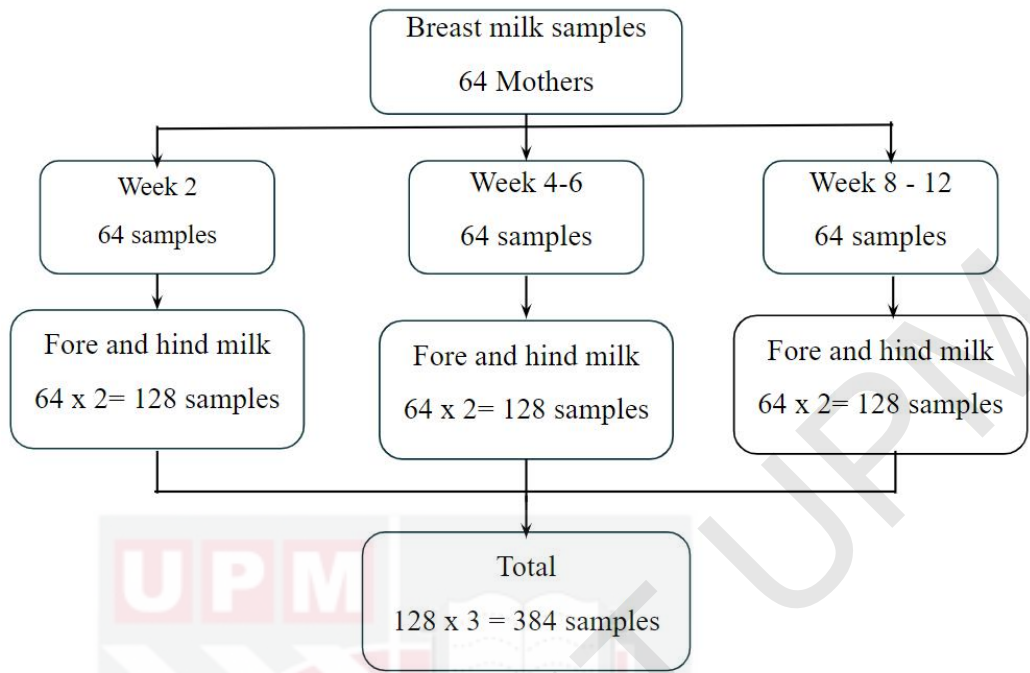 Breast milk samples
64 Mothers
Week 2
64 samples
Week 4-6
64 samples
Week 8 - 12
64 samples
Fore and hind milk
64 x 2= 128 samples
Fore and hind milk
64 x 2= 128 samples
Fore and hind milk
64 x 2= 128 samples
Total
128 x 3 = 384 samples
UPM
T UPM